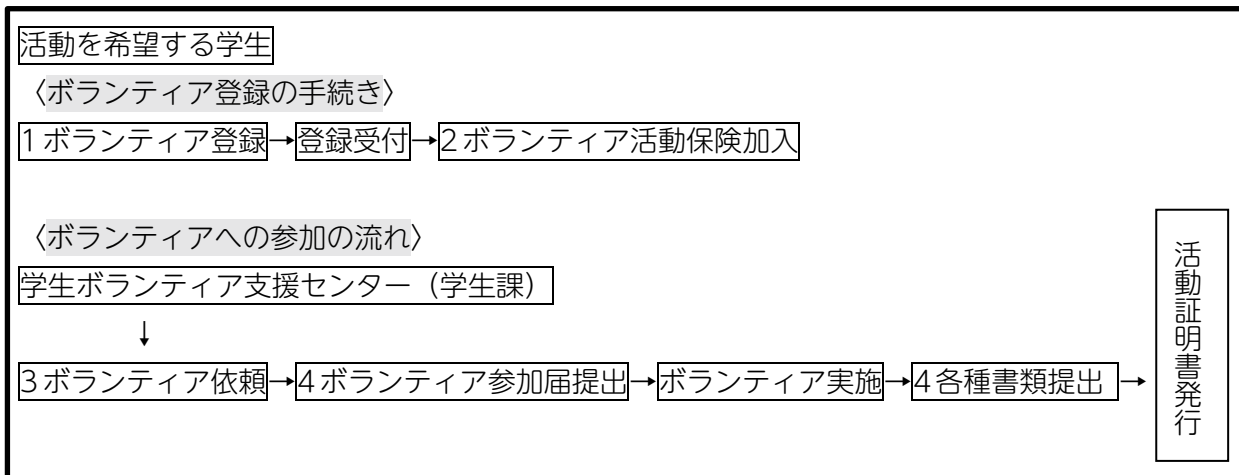 活動を希望する学生
〈ボランティア登録の手続き〉
1ボランティア登録→登録受付→2ボランティア活動保険加入
〈ボランティアへの参加の流れ〉
学生ボランティア支援センター（学生課）
↓
3ボランティア依頼→4ボランティア参加届提出→ボランティア実施→4各種書類提出→
活動証明書発行